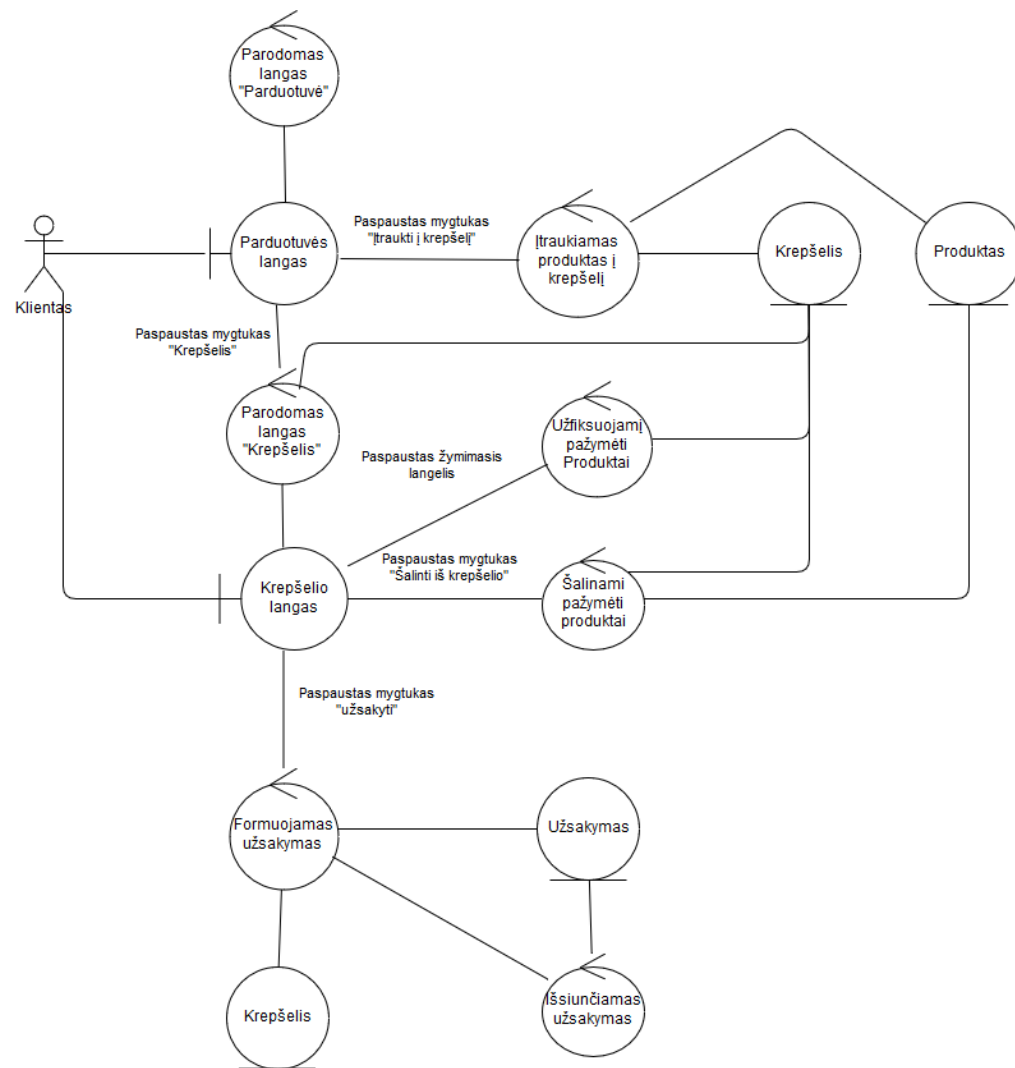 Parodomas
langas
"Parduotuvė"
Klientas
Parduotuvės
langas
Paspaustas mygtukas
"Įtraukti į krepšelį"
Įtraukiamas
produktas į
krepšelį
Krepšelis
Produktas
Paspaustas mygtukas
"Krepšelis"
Parodomas
langas
"Krepšelis"
Užfiksuojamį
pažymėti
Produktai
Paspaustas žymimasis
langelis
Paspaustas mygtukas
"Šalinti iš krepšelio"
Krepšelio
langas
Šalinami
pažymėti
produktai
Paspaustas mygtukas
"užsakyti"
Formuojamas
užsakymas
Užsakymas
Krepšelis
Išsiunčiamas
užsakymas